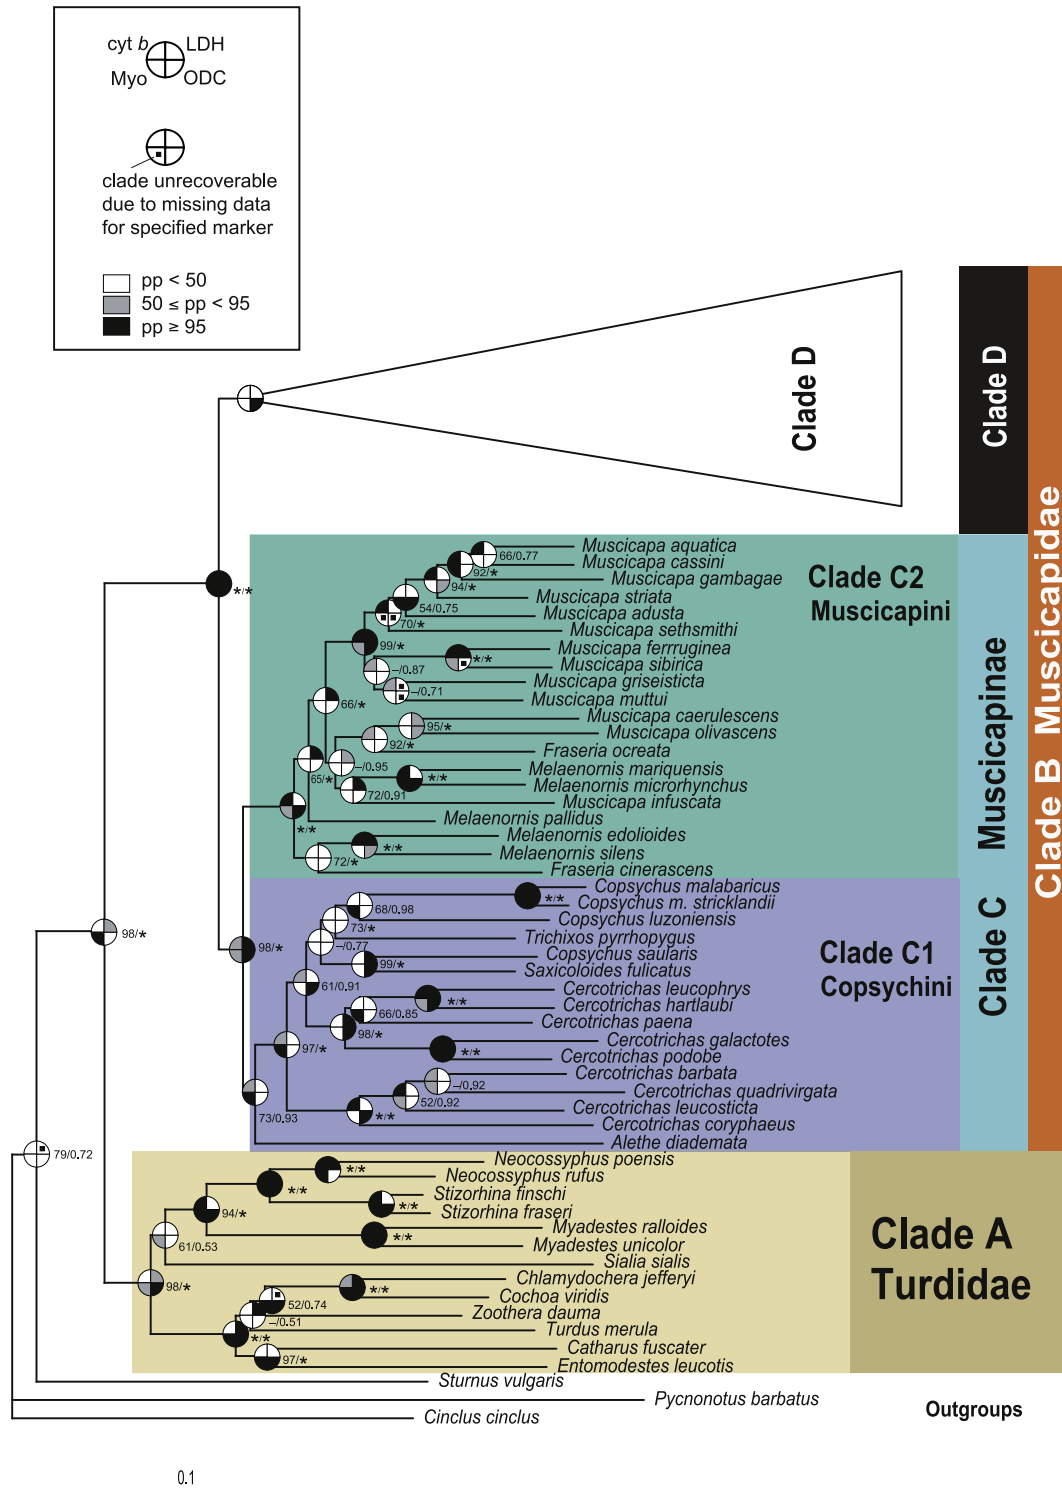 cyt b LDH
Myo ODC
clade unrecoverable
due to missing data
for specified marker
pp < 50
50 ≤ pp < 95
pp ≥ 95
Clade D
Clade D
Clade B Muscicapidae
Muscicapinae
Clade C
Clade C2
Muscicapini
Muscicapa aquatica
66/0.77
Muscicapa cassini
92/*
Muscicapa gambagae
94/*
Muscicapa striata
54/0.75
Muscicapa adusta
70/*
Muscicapa sethsmithi
99/*
Muscicapa ferrruginea
*/*
Muscicapa sibirica
–/0.87
Muscicapa griseisticta
–/0.71
Muscicapa muttui
66/*
Muscicapa caerulescens
95/*
Muscicapa olivascens
92/*
Fraseria ocreata
–/0.95
Melaenornis mariquensis
*/*
Melaenornis microrhynchus
72/0.91
Muscicapa infuscata
65/*
Melaenornis pallidus
*/*
Melaenornis edolioides
*/*
Melaenornis silens
72/*
Fraseria cinerascens
*/*
98/*
98/*
Clade C1
Copsychini
Copsychus malabaricus
*/*
Copsychus m. stricklandii
68/0.98
Copsychus luzoniensis
73/*
Trichixos pyrrhopygus
–/0.77
Copsychus saularis
99/*
Saxicoloides fulicatus
61/0.91
Cercotrichas leucophrys
*/*
Cercotrichas hartlaubi
66/0.85
Cercotrichas paena
98/*
Cercotrichas galactotes
*/*
Cercotrichas podobe
97/*
Cercotrichas barbata
–/0.92
Cercotrichas quadrivirgata
52/0.92
Cercotrichas leucosticta
*/*
Cercotrichas coryphaeus
73/0.93
Alethe diademata
79/0.72
Clade A
Turdidae
Neocossyphus poensis
*/*
Neocossyphus rufus
*/*
Stizorhina finschi
*/*
Stizorhina fraseri
94/*
Myadestes ralloides
*/*
Myadestes unicolor
61/0.53
Sialia sialis
98/*
Chlamydochera jefferyi
*/*
Cochoa viridis
52/0.74
Zoothera dauma
–/0.51
Turdus merula
*/*
Catharus fuscater
97/*
Entomodestes leucotis
Sturnus vulgaris
Pycnonotus barbatus
Cinclus cinclus
Outgroups
0.1